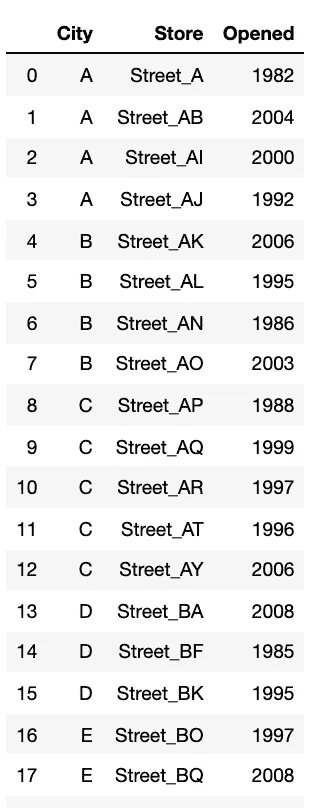 City Store Opened
0 A Street_A 1982
1 A Street_AB 2004
2 A Street_AI 2000
3 A Street_AJ 1992
4 B Street_AK 2006
5 B Street_AL 1995
6 B Street_AN 1986
7 B Street_AO 2003
8 C Street_AP 1988
9 C Street_AQ 1999
10 C Street_AR 1997
11 C Street_AT 1996
12 C Street_AY 2006
13 D Street_BA 2008
14 D Street_BF 1985
15 D Street_BK 1995
16 E Street_BO 1997
17 E Street_BQ 2008